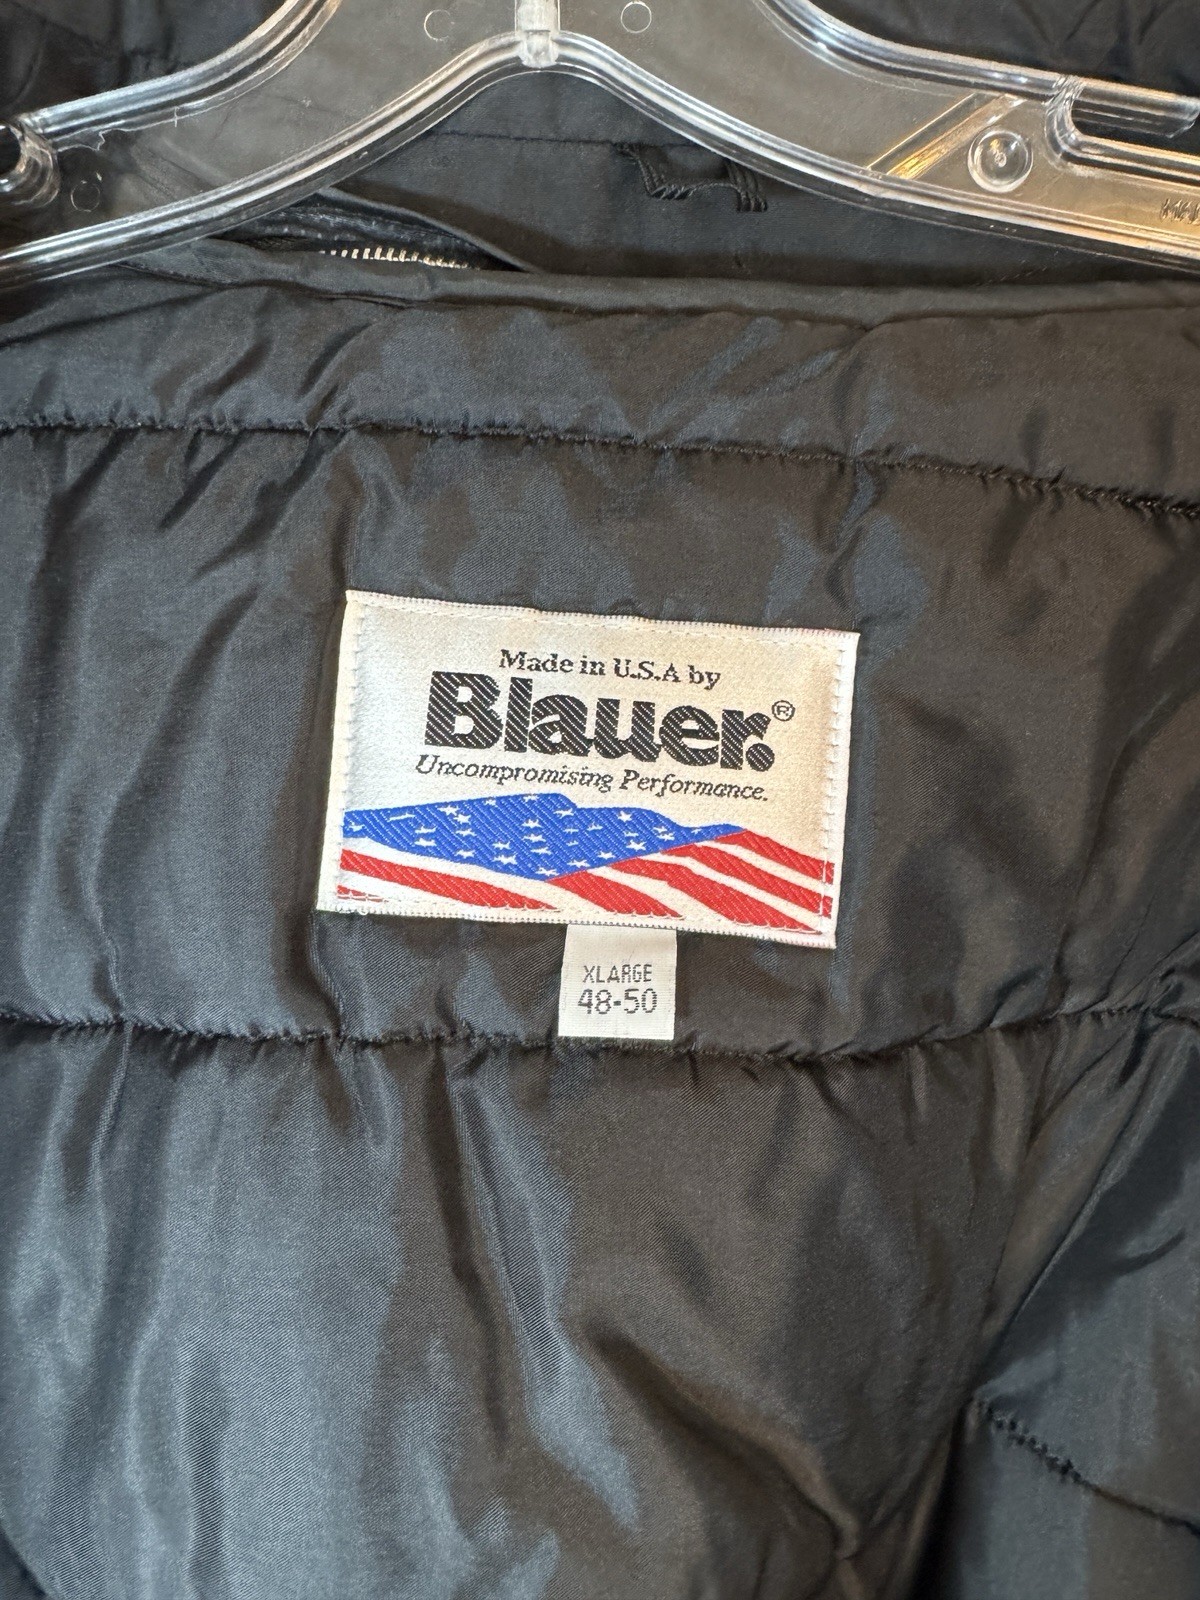 Made in U.S.A by
Blauer.®
Uncompromising Performance.
XLARGE
48-50